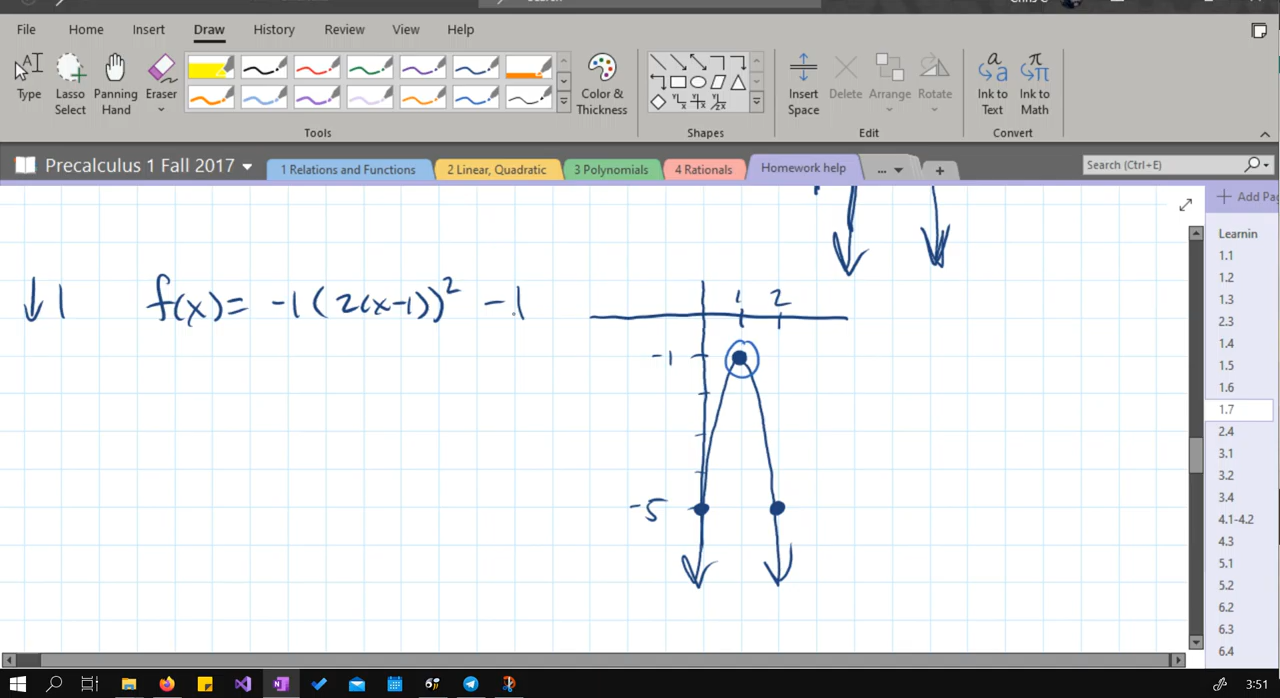 File Home Insert Draw History Review View Help
Type
Lasso Select
Panning Hand
Eraser
Color & Thickness
Insert Space
Delete
Arrange
Rotate
Ink to Text
Ink to Math
Tools
Shapes
Edit
Convert
Precalculus 1 Fall 2017
1 Relations and Functions
2 Linear, Quadratic
3 Polynomials
4 Rationals
Homework help
...
Search (Ctrl+E)
Add Pag
Learnin
1.1
1.2
1.3
2.3
1.4
1.5
1.6
1.7
2.4
3.1
3.2
3.4
4.1-4.2
4.3
5.1
5.2
6.2
6.3
6.4
↓1 f(x) = -1(2(x-1))² -1
1 2
-1
-5
3:51